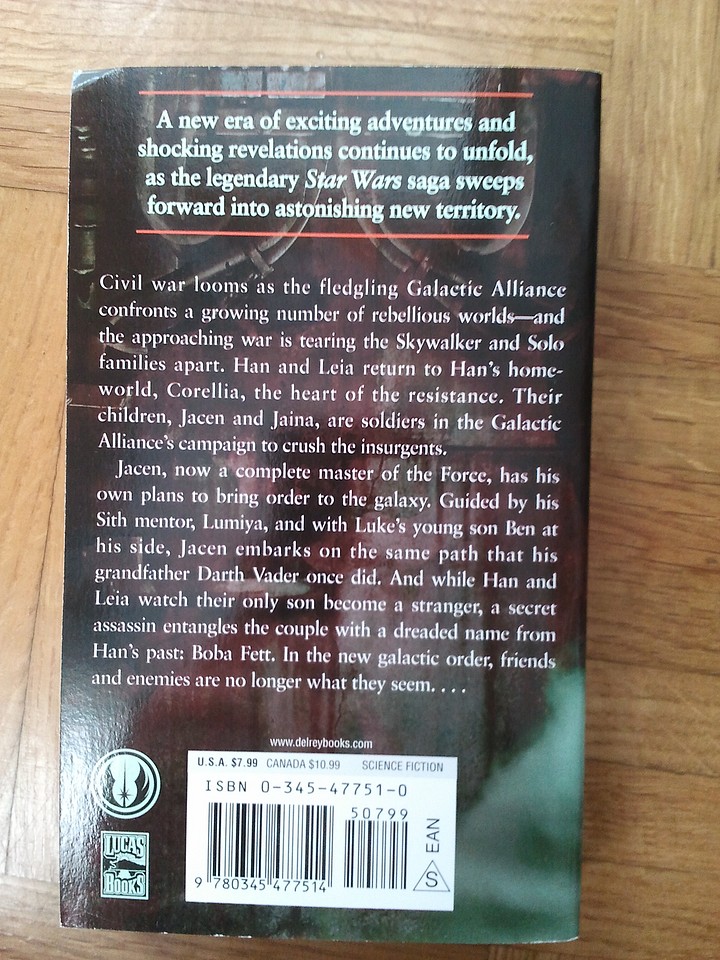 A new era of exciting adventures and
shocking revelations continues to unfold,
as the legendary Star Wars saga sweeps
forward into astonishing new territory.
Civil war looms as the fledgling Galactic Alliance
confronts a growing number of rebellious worlds—and
the approaching war is tearing the Skywalker and Solo
families apart. Han and Leia return to Han's home-
world, Corellia, the heart of the resistance. Their
children, Jacen and Jaina, are soldiers in the Galactic
Alliance's campaign to crush the insurgents.
Jacen, now a complete master of the Force, has his
own plans to bring order to the galaxy. Guided by his
Sith mentor, Lumiya, and with Luke's young son Ben at
his side, Jacen embarks on the same path that his
grandfather Darth Vader once did. And while Han and
Leia watch their only son become a stranger, a secret
assassin entangles the couple with a dreaded name from
Han's past: Boba Fett. In the new galactic order, friends
and enemies are no longer what they seem. . . .
www.delreybooks.com
U.S.A. $7.99 CANADA $10.99 SCIENCE FICTION
ISBN 0-345-47751-0
50799
9 780345 477514
EAN
S
LUCAS
BOOKS